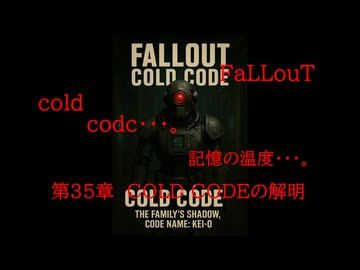 FALLOUT
COLD CODE
FaLLouT
cold
codc･･･。
記憶の温度･･･。
第35章 COLD CODEの解明
COLD CODE
THE FAMILY'S SHADOW,
CODE NAME: KEI-0